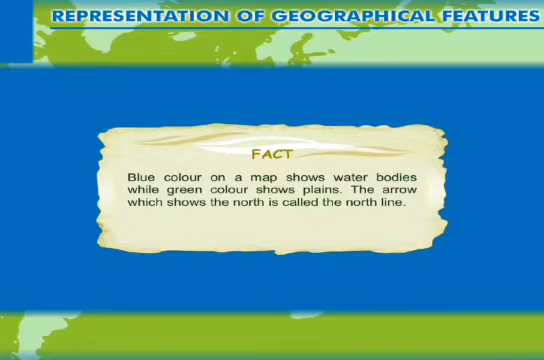 REPRESENTATION OF GEOGRAPHICAL FEATURES
FACT
Blue colour on a map shows water bodies
while green colour shows plains. The arrow
which shows the north is called the north line.